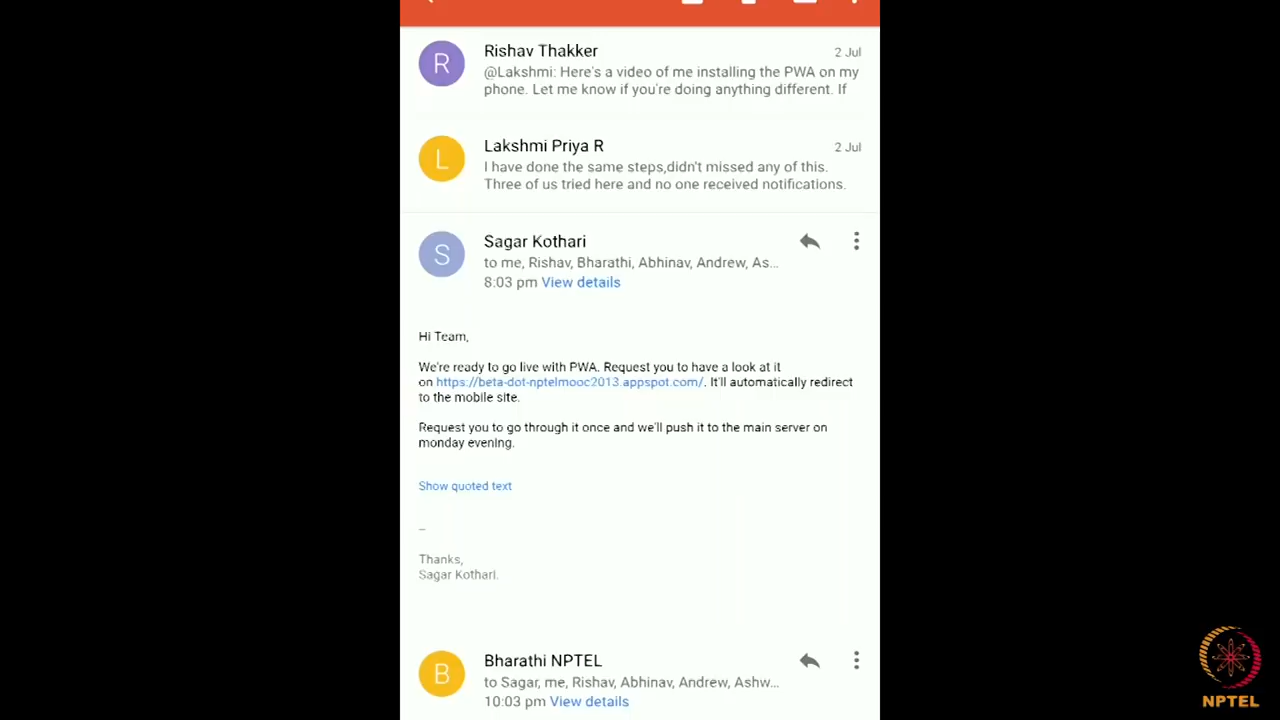 R
Rishav Thakker
2 Jul
@Lakshmi: Here's a video of me installing the PWA on my
phone. Let me know if you're doing anything different. If
L
Lakshmi Priya R
2 Jul
I have done the same steps,didn't missed any of this.
Three of us tried here and no one received notifications.
S
Sagar Kothari
to me, Rishav, Bharathi, Abhinav, Andrew, As...
8:03 pm View details
Hi Team,
We're ready to go live with PWA. Request you to have a look at it
on https://beta-dot-nptelmooc2013.appspot.com/. It'll automatically redirect
to the mobile site.
Request you to go through it once and we'll push it to the main server on
monday evening.
Show quoted text
--
Thanks,
Sagar Kothari.
B
Bharathi NPTEL
to Sagar, me, Rishav, Abhinav, Andrew, Ashw...
10:03 pm View details
NPTEL